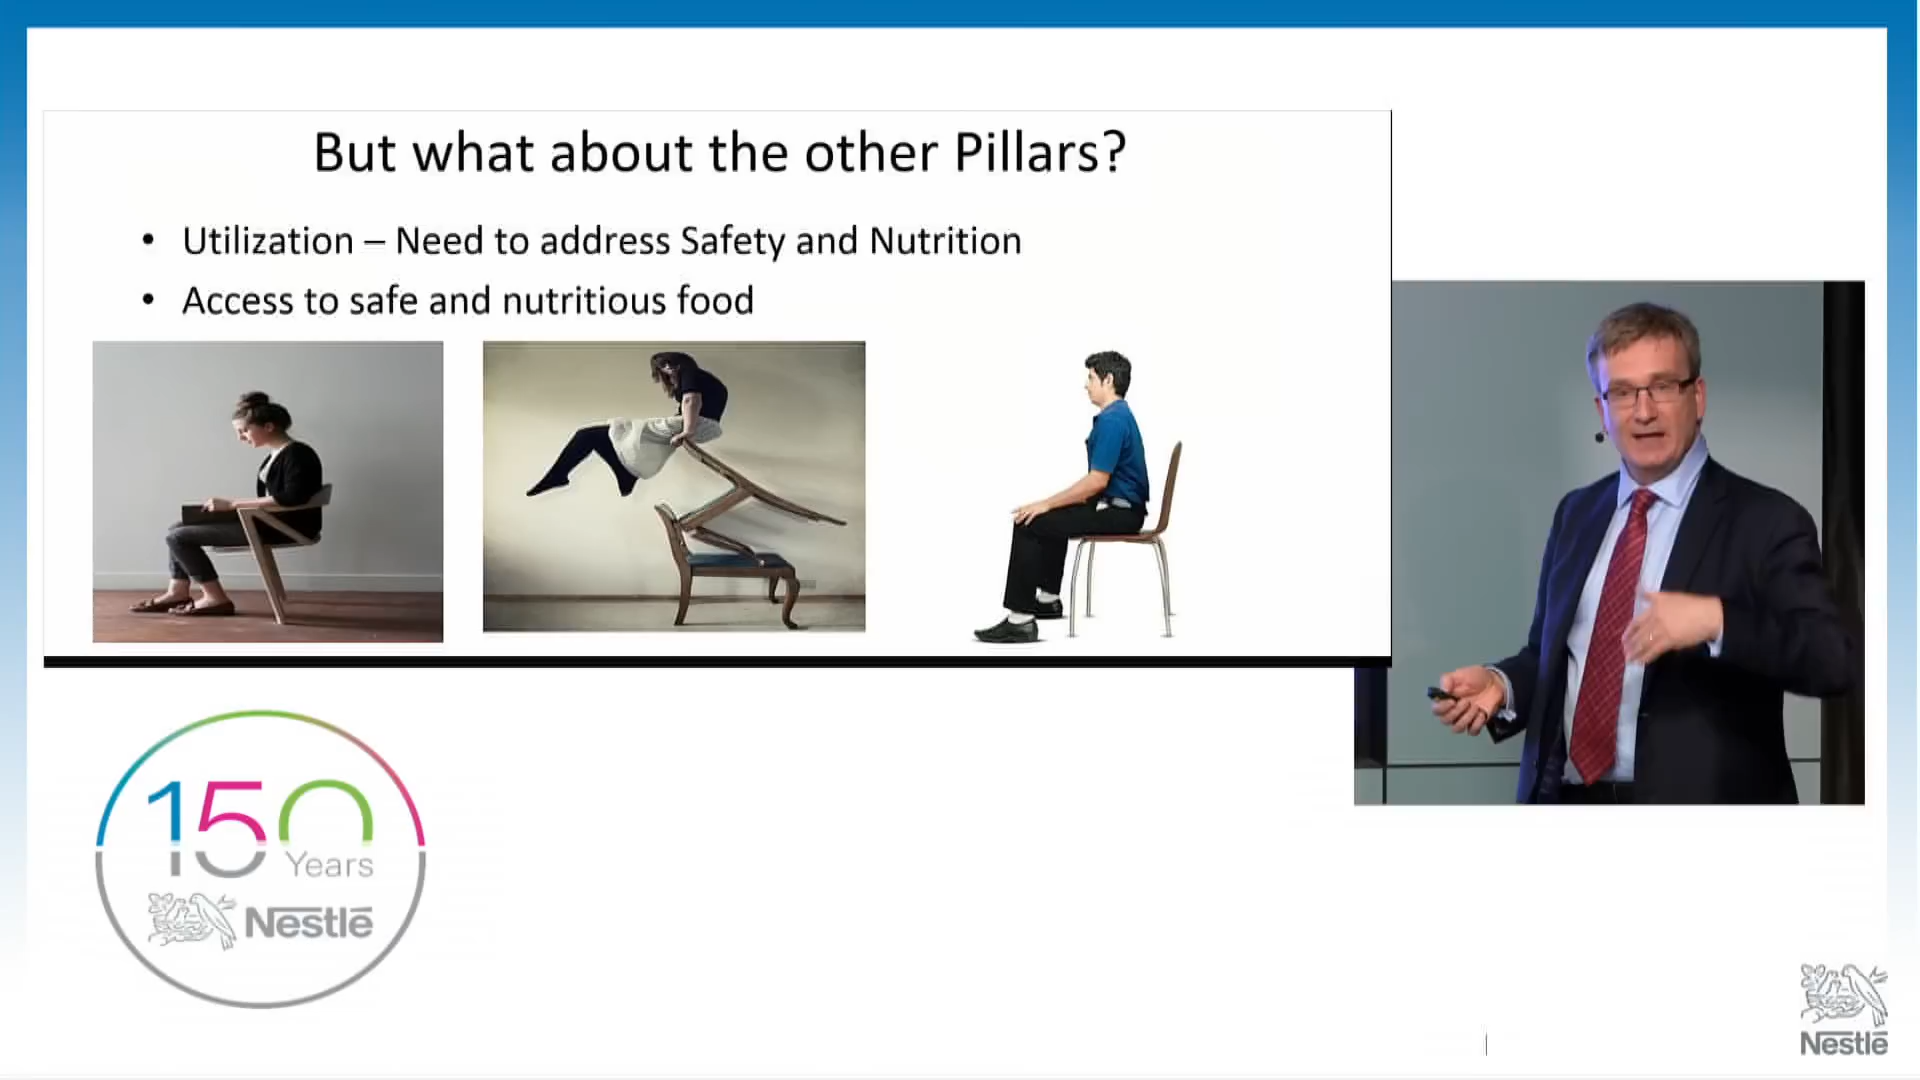 But what about the other Pillars?
• Utilization – Need to address Safety and Nutrition
• Access to safe and nutritious food
150
Years
Nestlé
Nestlé